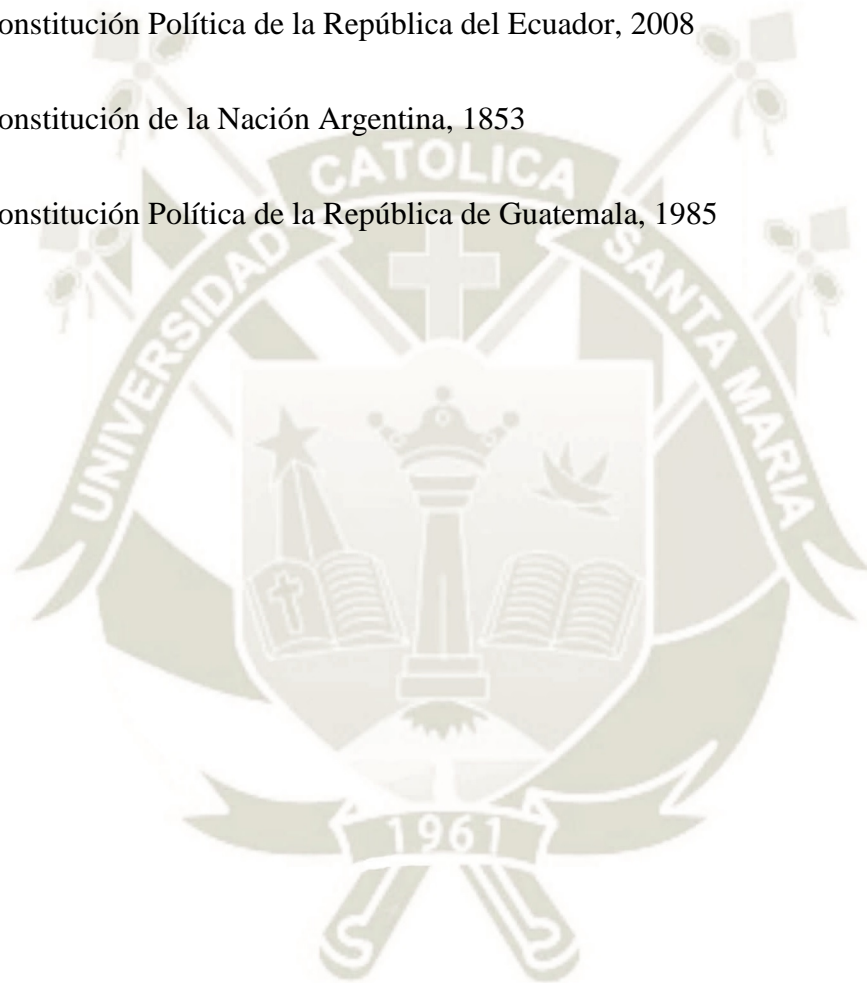 onstitución Política de la República del Ecuador, 2008
onstitución de la Nación Argentina, 1853
onstitución Política de la República de Guatemala, 1985
UNIVERSIDAD CATOLICA SANTA MARIA
1961